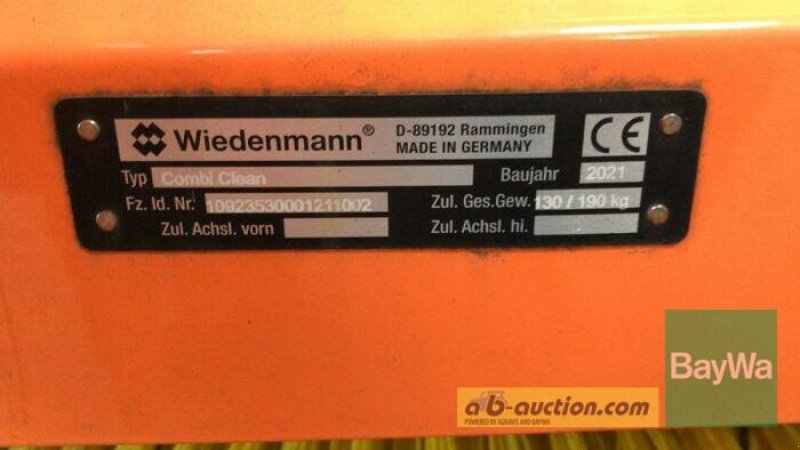 Wiedenmann®
D-89192 Rammingen
MADE IN GERMANY
CE
Typ Combi Clean
Baujahr 2021
Fz. Id. Nr. 10923530001211002
Zul. Ges.Gew. 130 / 190 kg
Zul. Achsl. vorn
Zul. Achsl. hi.
BayWa
ab-auction.com
POWERED BY AGRAVIS AND BAYWA